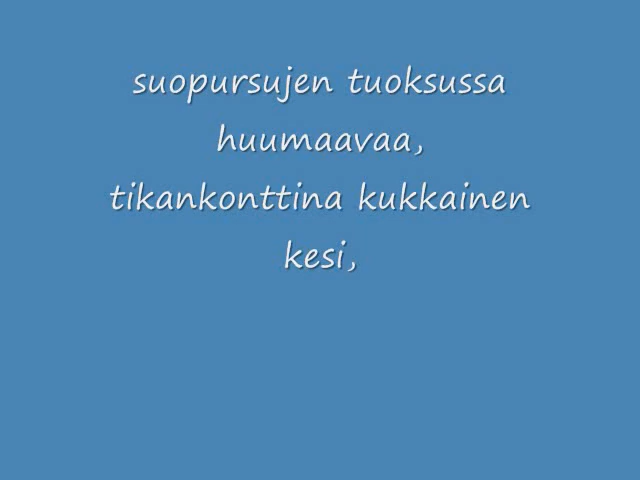 suopursujen tuoksussa
huumaavaa,
tikankonttina kukkainen
kesi,